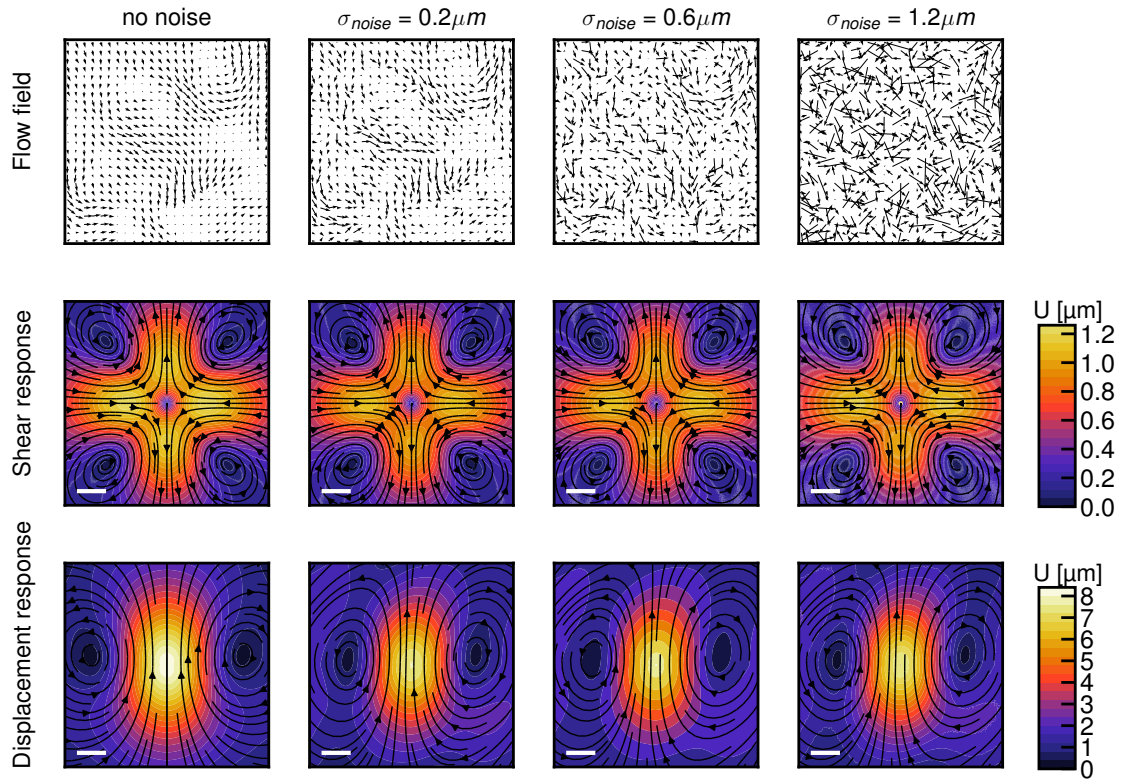 no noise
σnoise = 0.2μm
σnoise = 0.6μm
σnoise = 1.2μm
Flow field
Shear response
U [μm]
1.2
1.0
0.8
0.6
0.4
0.2
0.0
Displacement response
U [μm]
8
7
6
5
4
3
2
1
0